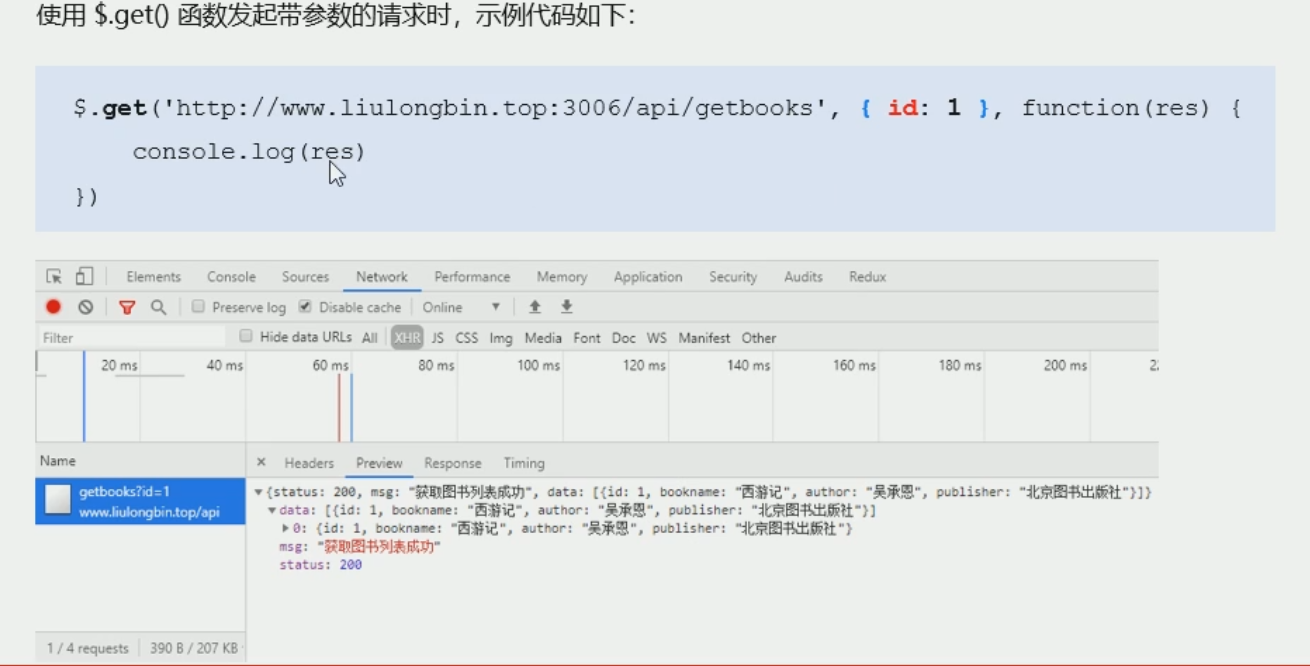 使用 $.get() 函数发起带参数的请求时，示例代码如下：
$.get('http://www.liulongbin.top:3006/api/getbooks', { id: 1 }, function(res) {
console.log(res)
})
Elements Console Sources Network Performance Memory Application Security Audits Redux
Preserve log Disable cache Online
Filter Hide data URLs All XHR JS CSS Img Media Font Doc WS Manifest Other
20 ms 40 ms 60 ms 80 ms 100 ms 120 ms 140 ms 160 ms 180 ms 200 ms
Name × Headers Preview Response Timing
getbooks?id=1
www.liulongbin.top/api
{status: 200, msg: "获取图书列表成功", data: [{id: 1, bookname: "西游记", author: "吴承恩", publisher: "北京图书出版社"}]}
data: [{id: 1, bookname: "西游记", author: "吴承恩", publisher: "北京图书出版社"}]
0: {id: 1, bookname: "西游记", author: "吴承恩", publisher: "北京图书出版社"}
msg: "获取图书列表成功"
status: 200
1 / 4 requests 390 B / 207 KB